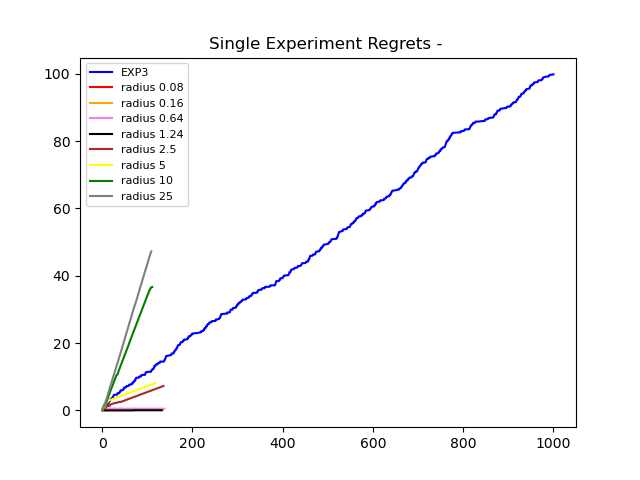 Single Experiment Regrets -
100
80
60
40
20
0
EXP3
radius 0.08
radius 0.16
radius 0.64
radius 1.24
radius 2.5
radius 5
radius 10
radius 25
0 200 400 600 800 1000